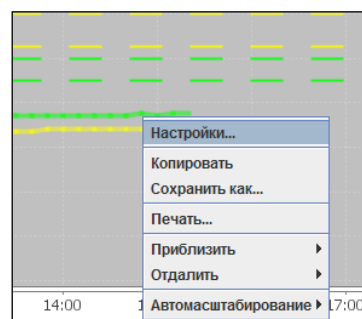 Настройки...
Копировать
Сохранить как...
Печать...
Приблизить
Отдалить
14:00
17:00
Автомасштабирование